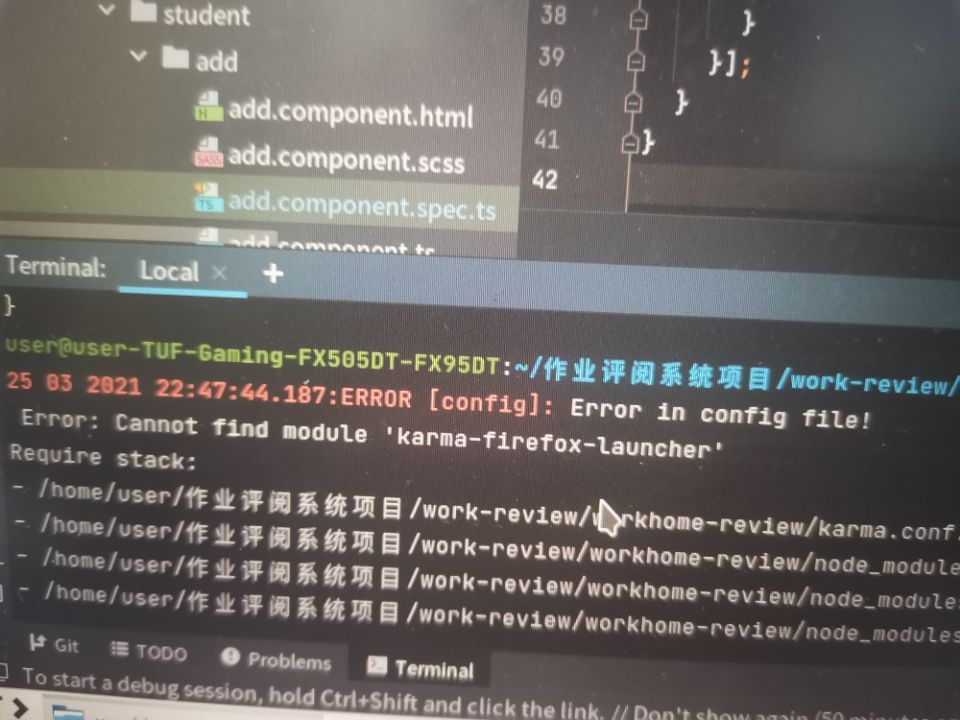 student
add
add.component.html
add.component.scss
add.component.spec.ts
add.component.ts
38 }
39 }];
40 }
41 }
42
Terminal: Local × +
}
user@user-TUF-Gaming-FX505DT-FX95DT:~/作业评阅系统项目/work-review/
25 03 2021 22:47:44.187:ERROR [config]: Error in config file!
Error: Cannot find module 'karma-firefox-launcher'
Require stack:
- /home/user/作业评阅系统项目/work-review/workhome-review/karma.conf.
- /home/user/作业评阅系统项目/work-review/workhome-review/node_module
- /home/user/作业评阅系统项目/work-review/workhome-review/node_modules
- /home/user/作业评阅系统项目/work-review/workhome-review/node_modules
Git TODO Problems Terminal
To start a debug session, hold Ctrl+Shift and click the link. // Don't show again (50 minutes